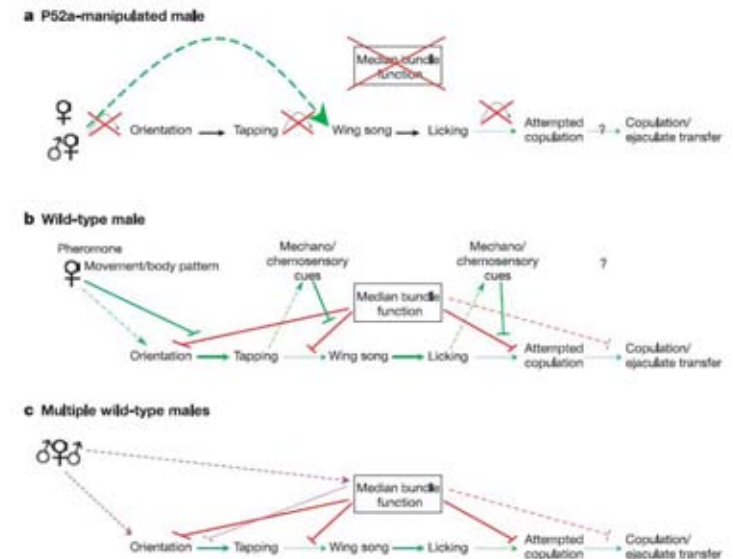 a P52a-manipulated male
Median bundle
function
Orientation
Tapping
Wing song
Licking
Attempted
copulation
?
Copulation/
ejaculate transfer
b Wild-type male
Pheromone
Movement/body pattern
Mechano/
chemosensory
cues
Mechano/
chemosensory
cues
?
Median bundle
function
Orientation
Tapping
Wing song
Licking
Attempted
copulation
Copulation/
ejaculate transfer
c Multiple wild-type males
Median bundle
function
Orientation
Tapping
Wing song
Licking
Attempted
copulation
Copulation/
ejaculate transfer